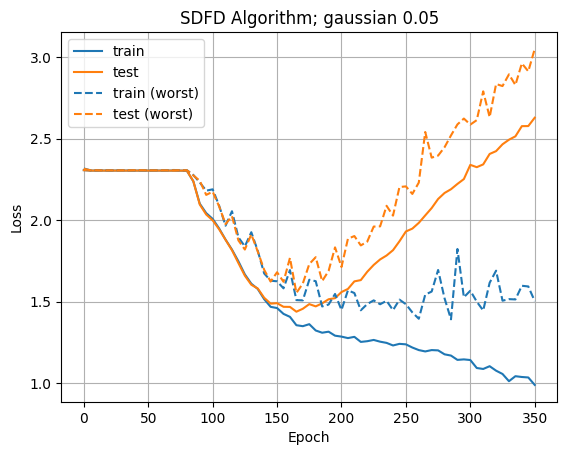 SDFD Algorithm; gaussian 0.05
train
test
train (worst)
test (worst)
Loss
3.0
2.5
2.0
1.5
1.0
0 50 100 150 200 250 300 350
Epoch